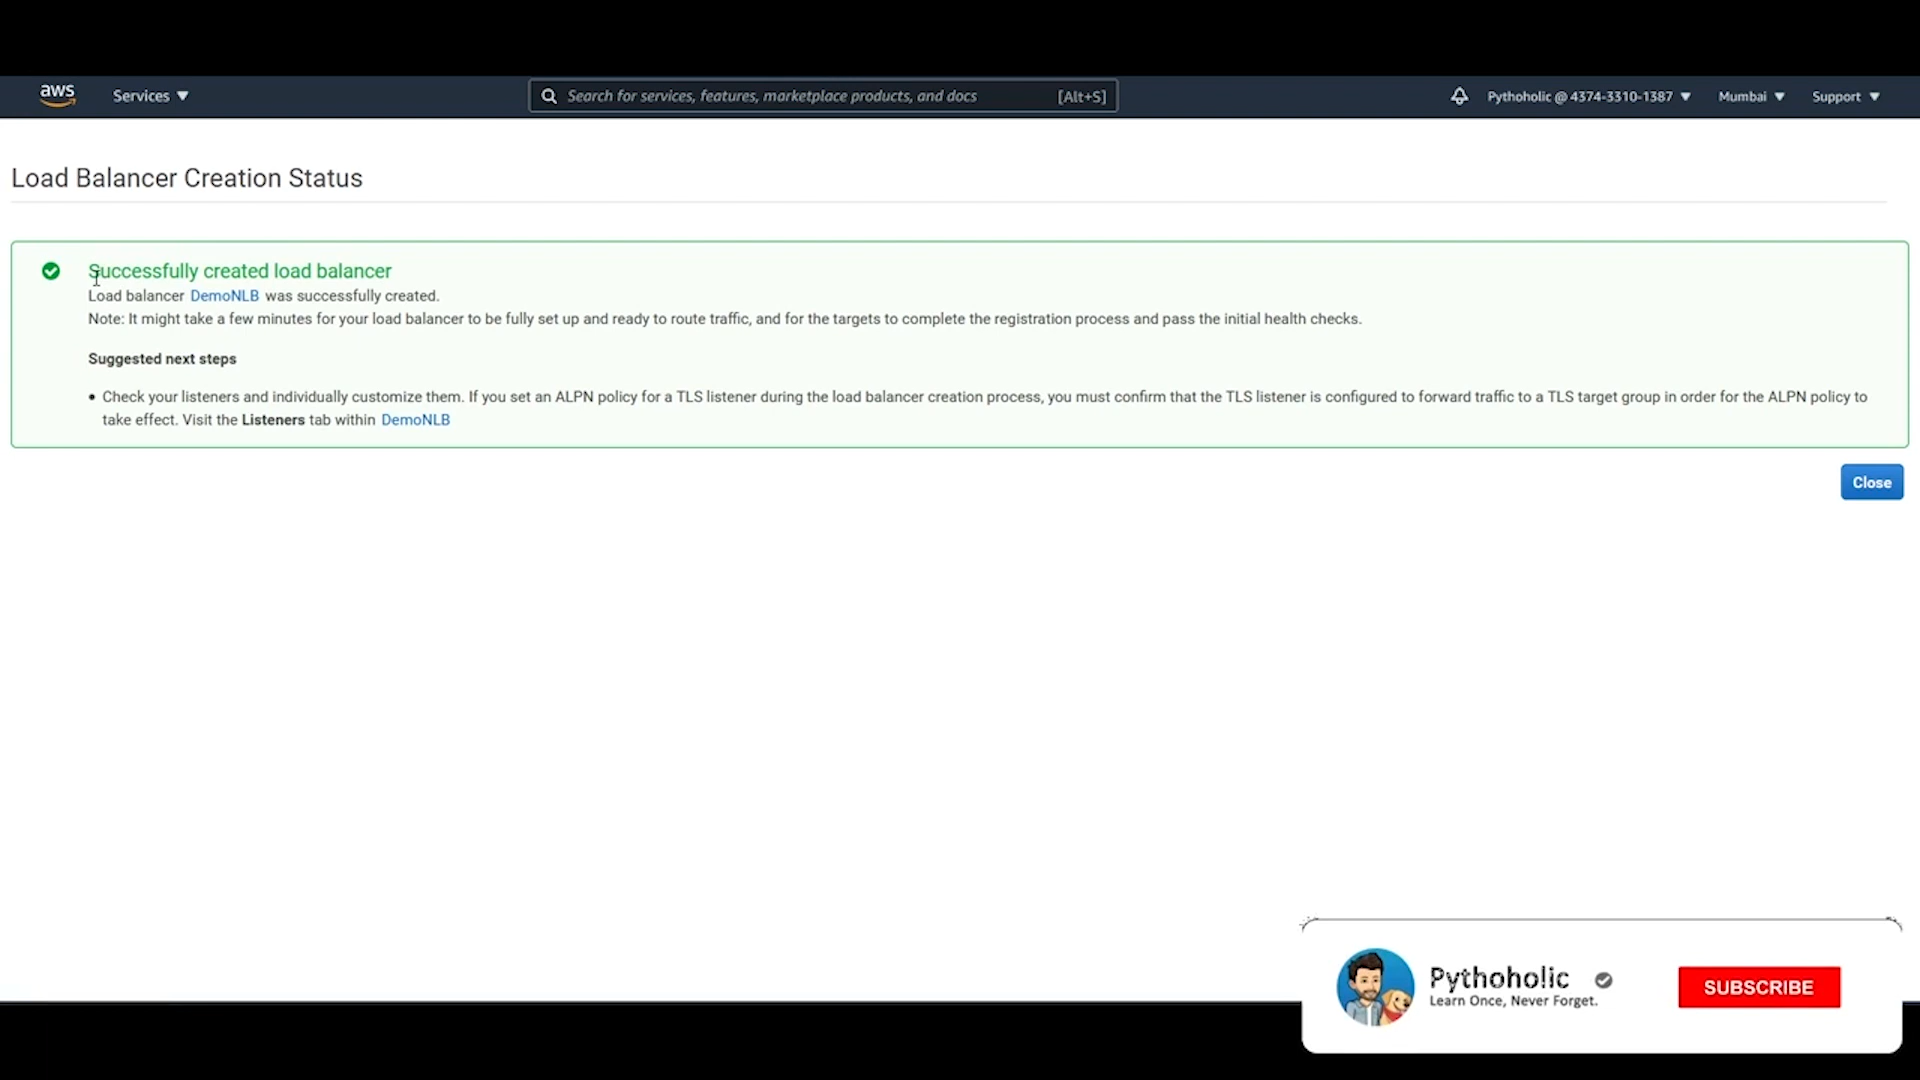 aws Services ▼ Search for services, features, marketplace products, and docs [Alt+S] Pythoholic @ 4374-3310-1387 ▼ Mumbai ▼ Support ▼
Load Balancer Creation Status
Successfully created load balancer
Load balancer DemoNLB was successfully created.
Note: It might take a few minutes for your load balancer to be fully set up and ready to route traffic, and for the targets to complete the registration process and pass the initial health checks.
Suggested next steps
• Check your listeners and individually customize them. If you set an ALPN policy for a TLS listener during the load balancer creation process, you must confirm that the TLS listener is configured to forward traffic to a TLS target group in order for the ALPN policy to
take effect. Visit the Listeners tab within DemoNLB
Close
Pythoholic
Learn Once, Never Forget.
SUBSCRIBE